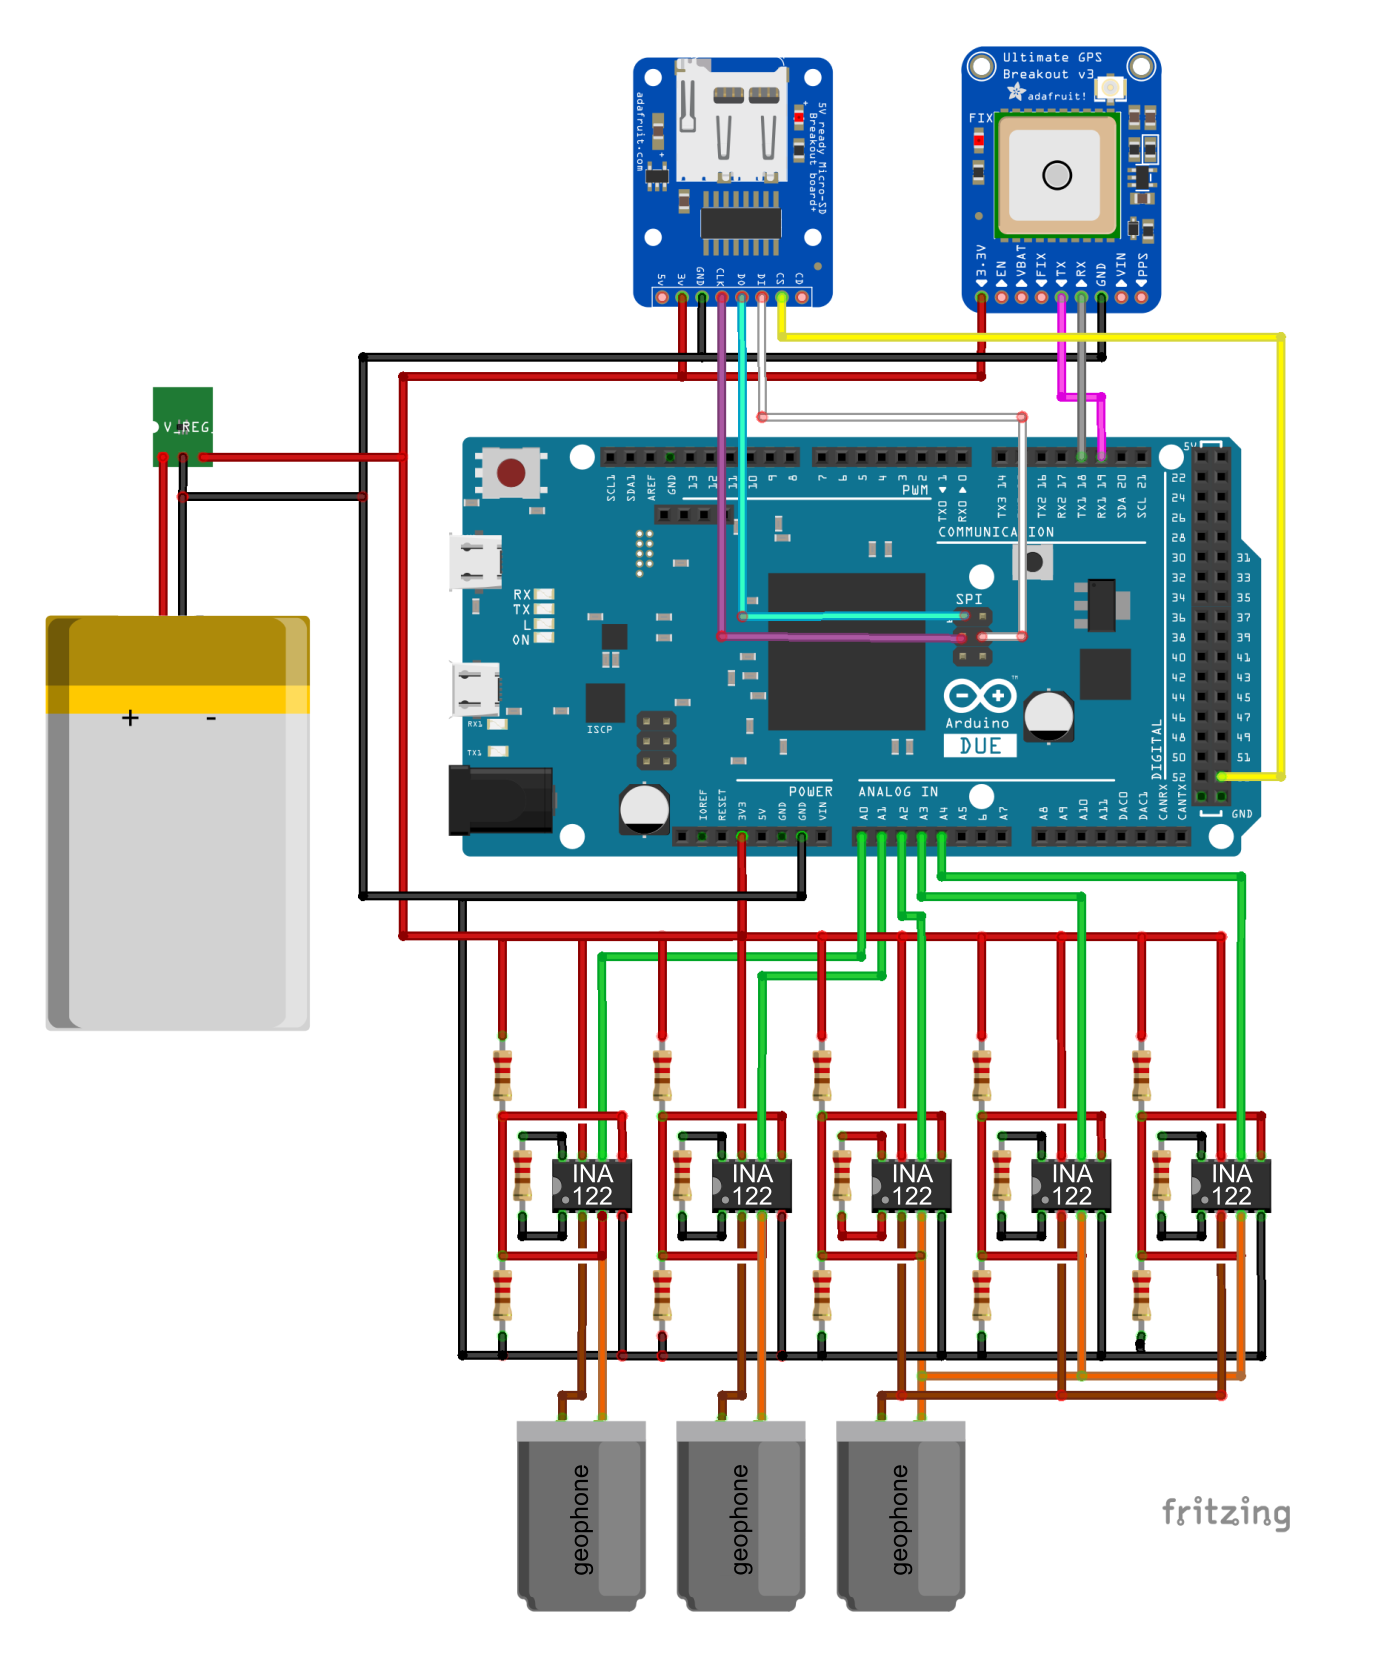 Ultimate GPS
Breakout v3
adafruit!
FIX
3.3V
EN
VBAT
FIX
TX
RX
GND
VIN
PPS
adafruit.com
5V ready Micro-SD
Breakout board+
5V
3V
GND
CLK
DO
DI
CS
CD
V_REG
+
-
SCL1
SDA1
AREF
GND
13
12
11
10
9
8
7
6
5
4
3
2
TX0 1
RX0 0
PWM
TX3 14
TX2 16
RX2 17
TX1 18
RX1 19
SDA 20
SCL 21
COMMUNICATION
5V
22
24
26
28
30 31
32 33
34 35
36 37
38 39
40 41
42 43
44 45
46 47
48 49
50 51
52
GND
DIGITAL
RX
TX
L
ON
SPI
1
ISCP
RX1
TX1
Arduino
TM
DUE
POWER
ANALOG IN
IOREF
RESET
3V3
5V
GND
GND
VIN
A0
A1
A2
A3
A4
A5
6
A7
A8
A9
A10
A11
DAC0
DAC1
CANRX
CANTX
INA
122
INA
122
INA
122
INA
122
INA
122
geophone
geophone
geophone
fritzing